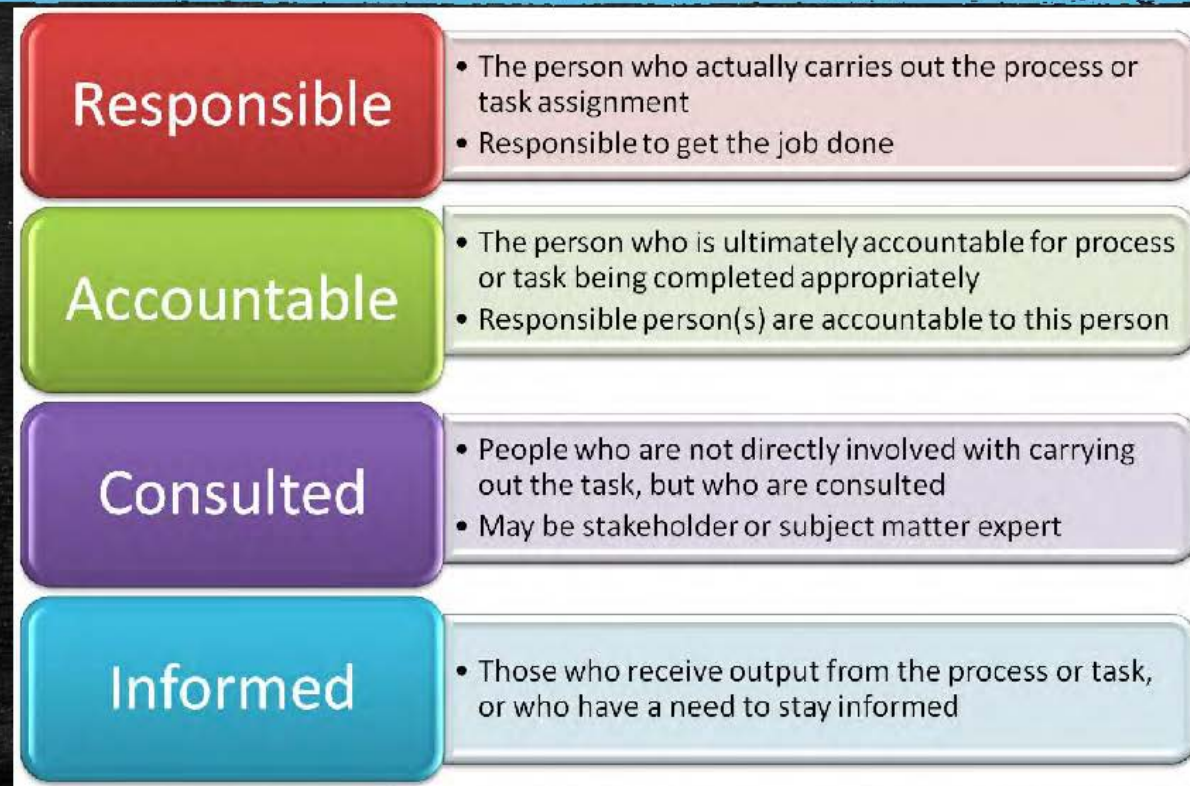 Responsible
• The person who actually carries out the process or
task assignment
• Responsible to get the job done
Accountable
• The person who is ultimately accountable for process
or task being completed appropriately
• Responsible person(s) are accountable to this person
Consulted
• People who are not directly involved with carrying
out the task, but who are consulted
• May be stakeholder or subject matter expert
Informed
• Those who receive output from the process or task,
or who have a need to stay informed